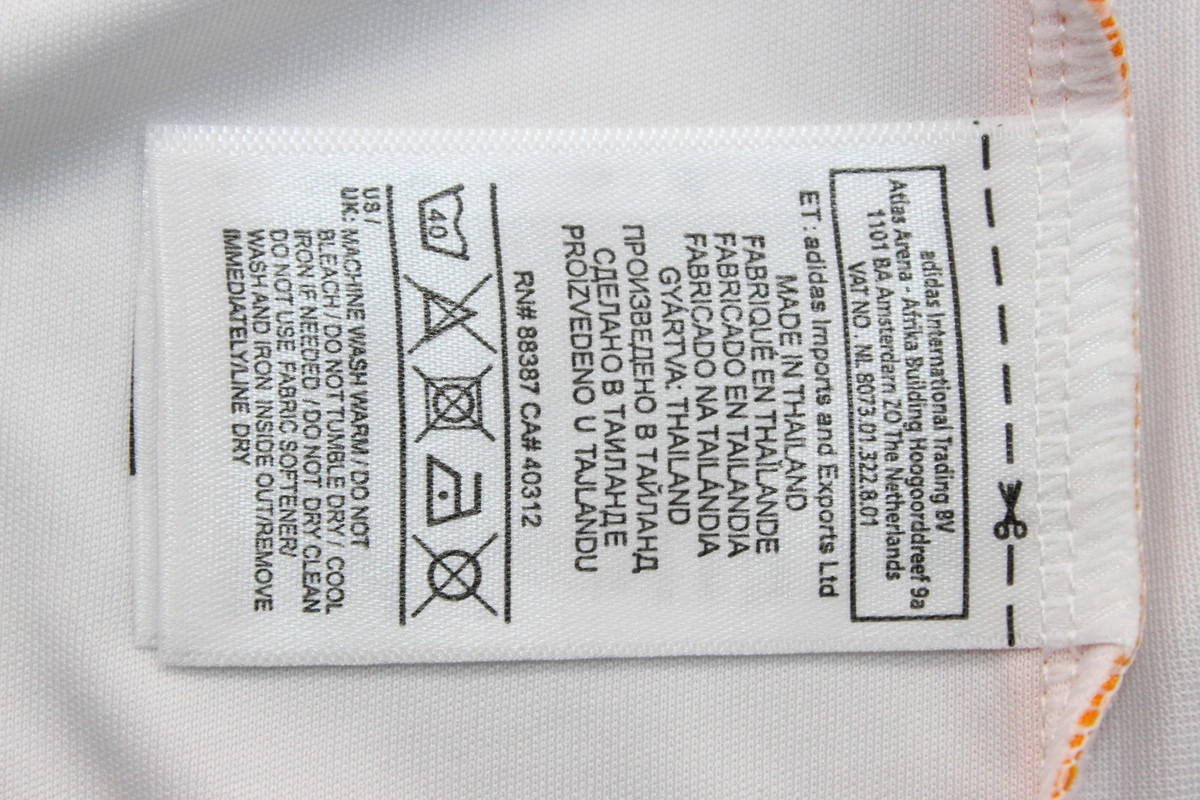 adidas International Trading BV
Atlas Arena - Afrika Building Hoogoorddreef 9a
1101 BA Amsterdam ZO The Netherlands
VAT NO. NL 8073.01.322.8.01
ET : adidas Imports and Exports Ltd
MADE IN THAILAND
FABRIQUÉ EN THAÏLANDE
FABRICADO EN TAILANDIA
FABRICADO NA TAILÂNDIA
GYÁRTVA: THAILAND
ПРОИЗВЕДЕНО В ТАЙЛАНД
СДЕЛАНО В ТАИЛАНДЕ
PROIZVEDENO U TAJLANDU
RN# 88387 CA# 40312
40
US /
UK: MACHINE WASH WARM / DO NOT
BLEACH / DO NOT TUMBLE DRY / COOL
IRON IF NEEDED / DO NOT DRY CLEAN
DO NOT USE FABRIC SOFTENER/
WASH AND IRON INSIDE OUT/REMOVE
IMMEDIATELY/LINE DRY